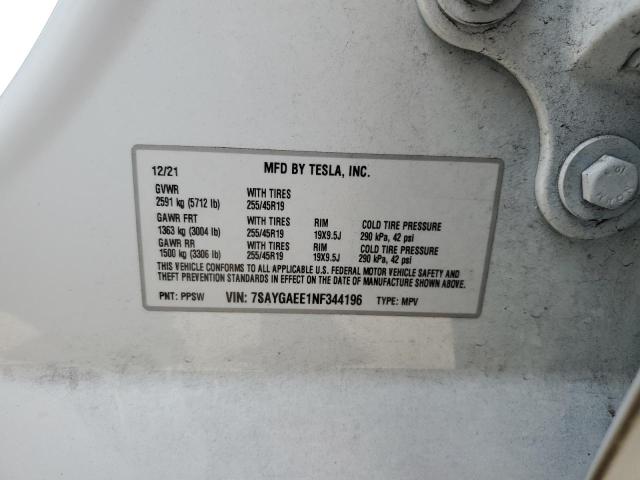 12/21 MFD BY TESLA, INC.
GVWR WITH TIRES
2591 kg (5712 lb) 255/45R19
GAWR FRT WITH TIRES RIM COLD TIRE PRESSURE
1363 kg (3004 lb) 255/45R19 19X9.5J 290 kPa, 42 psi
GAWR RR WITH TIRES RIM COLD TIRE PRESSURE
1500 kg (3306 lb) 255/45R19 19X9.5J 290 kPa, 42 psi
THIS VEHICLE CONFORMS TO ALL APPLICABLE U.S. FEDERAL MOTOR VEHICLE SAFETY AND
THEFT PREVENTION STANDARDS IN EFFECT ON THE DATE OF MANUFACTURE SHOWN ABOVE.
PNT: PPSW VIN: 7SAYGAEE1NF344196 TYPE: MPV